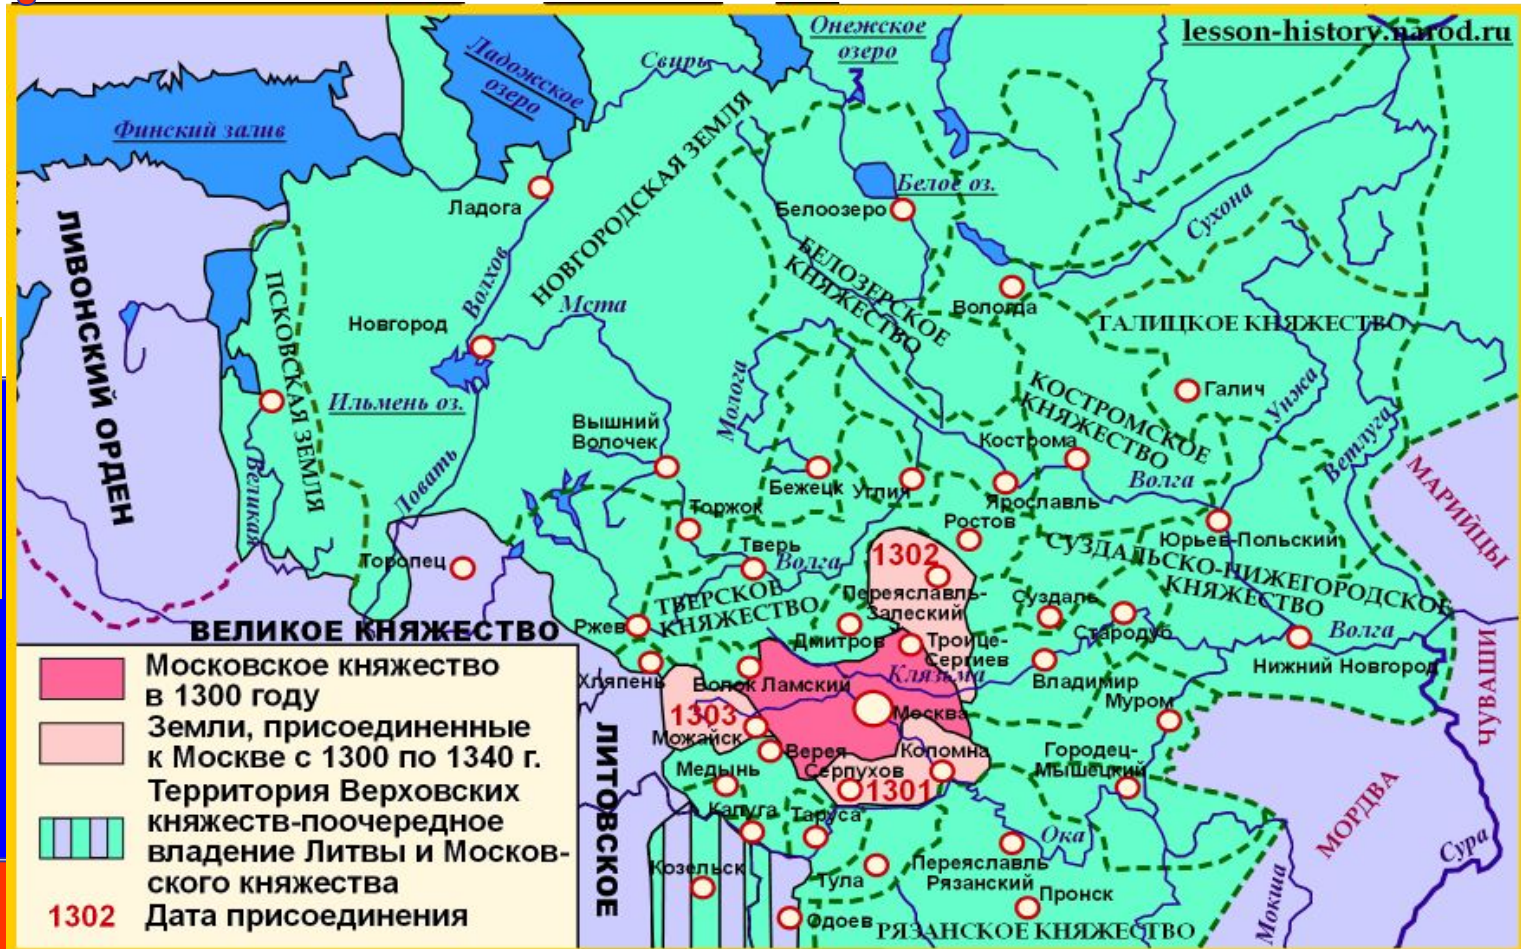 lesson-history.narod.ru
Онежское
озеро
Свирь
Ладожское
озеро
Финский залив
Ладога
НОВГОРОДСКАЯ ЗЕМЛЯ
Белое оз.
Белоозеро
Сухона
ЛИВОНСКИЙ ОРДЕН
ПСКОВСКАЯ ЗЕМЛЯ
Волхов
Мста
Новгород
БЕЛОЗЕРСКОЕ
КНЯЖЕСТВО
Вологда
ГАЛИЦКОЕ КНЯЖЕСТВО
Ильмень оз.
Молога
КОСТРОМСКОЕ
КНЯЖЕСТВО
Галич
Унжа
Ветлуга
Вышний
Волочек
Кострома
Великая
Ловать
Бежецк
Углич
Ярославль
Волга
МАРИЙЦЫ
Торжок
Ростов
Юрьев-Польский
Торопец
Тверь
Волга
1302
СУЗДАЛЬСКО-НИЖЕГОРОДСКОЕ
КНЯЖЕСТВО
ТВЕРСКОЕ
КНЯЖЕСТВО
Переяславль-
Залеский
Суздаль
Стародуб
Волга
ВЕЛИКОЕ КНЯЖЕСТВО
Ржев
Дмитров
Троице-
Сергиев
Нижний Новгород
ЧУВАШИ
Хляпень
Волок Ламский
Клязьма
Владимир
Муром
1303
Можайск
Москва
Верея
Коломна
Городец-
Мышецкий
ЛИТОВСКОЕ
Медынь
Серпухов
1301
МОРДВА
Калуга
Таруса
Ока
Сура
Козельск
Тула
Переяславль
Рязанский
Пронск
Мокша
Одоев
РЯЗАНСКОЕ КНЯЖЕСТВО
Московское княжество
в 1300 году
Земли, присоединенные
к Москве с 1300 по 1340 г.
Территория Верховских
княжеств-поочередное
владение Литвы и Москов-
ского княжества
1302 Дата присоединения